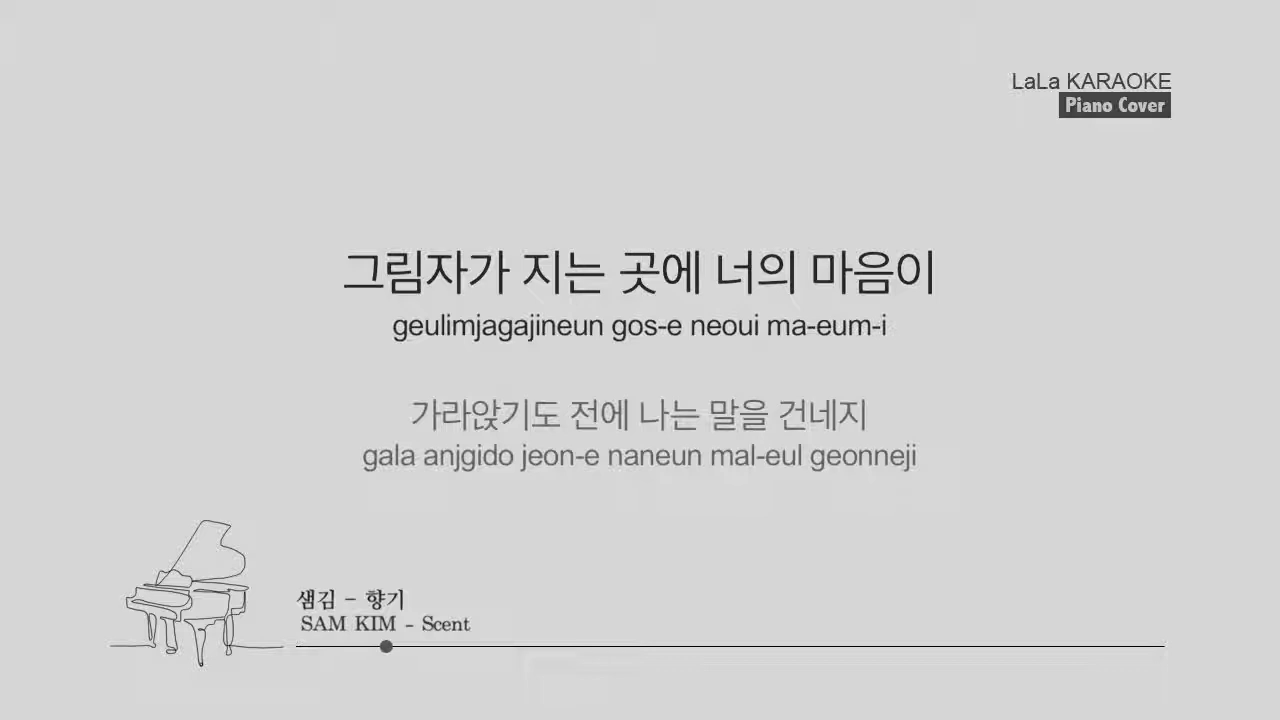 LaLa KARAOKE
Piano Cover
그림자가 지는 곳에 너의 마음이
geulimjagajineun gos-e neoui ma-eum-i
가라앉기도 전에 나는 말을 건네지
gala anjgido jeon-e naneun mal-eul geonneji
샘김 - 향기
SAM KIM - Scent